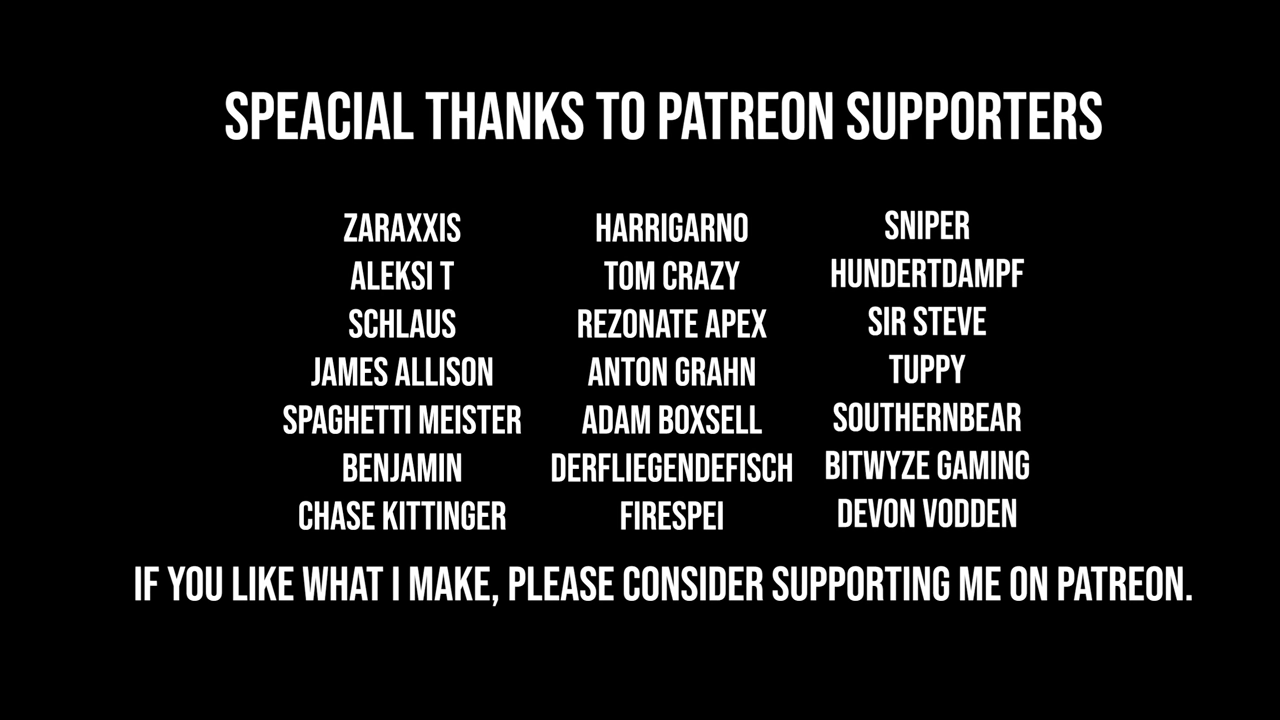 SPEACIAL THANKS TO PATREON SUPPORTERS
ZARAXXIS
ALEKSI T
SCHLAUS
JAMES ALLISON
SPAGHETTI MEISTER
BENJAMIN
CHASE KITTINGER
HARRIGARNO
TOM CRAZY
REZONATE APEX
ANTON GRAHN
ADAM BOXSELL
DERFLIEGENDEFISCH
FIRESPEI
SNIPER
HUNDERTDAMPF
SIR STEVE
TUPPY
SOUTHERNBEAR
BITWYZE GAMING
DEVON VODDEN
IF YOU LIKE WHAT I MAKE, PLEASE CONSIDER SUPPORTING ME ON PATREON.